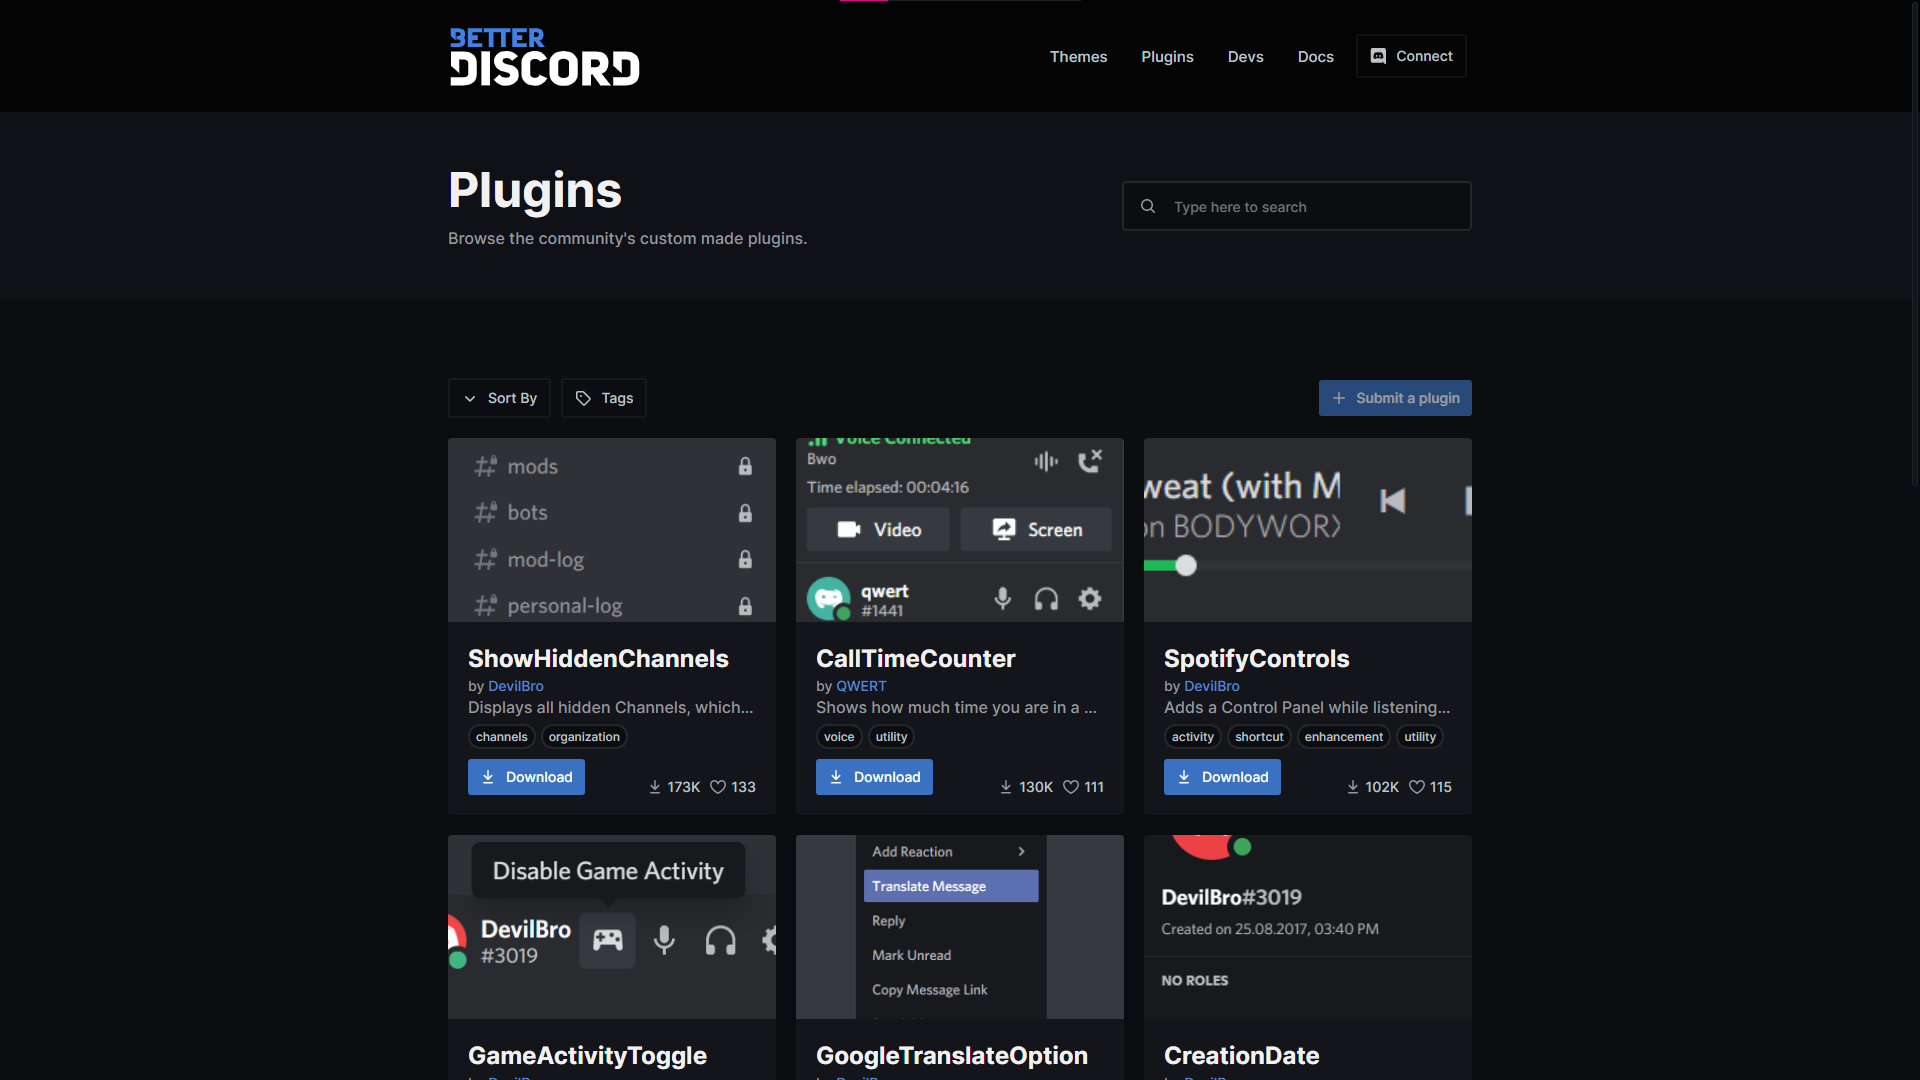 BETTER
DISCORD
Themes
Plugins
Devs
Docs
Connect
Plugins
Browse the community's custom made plugins.
Type here to search
Sort By
Tags
Submit a plugin
mods
bots
mod-log
personal-log
ShowHiddenChannels
by DevilBro
Displays all hidden Channels, which...
channels
organization
Download
173K
133
Voice Connected
Bwo
Time elapsed: 00:04:16
Video
Screen
qwert
#1441
CallTimeCounter
by QWERT
Shows how much time you are in a ...
voice
utility
Download
130K
111
weat (with M
on BODYWORX
SpotifyControls
by DevilBro
Adds a Control Panel while listening...
activity
shortcut
enhancement
utility
Download
102K
115
Disable Game Activity
DevilBro
#3019
GameActivityToggle
Add Reaction
Translate Message
Reply
Mark Unread
Copy Message Link
GoogleTranslateOption
DevilBro#3019
Created on 25.08.2017, 03:40 PM
NO ROLES
CreationDate